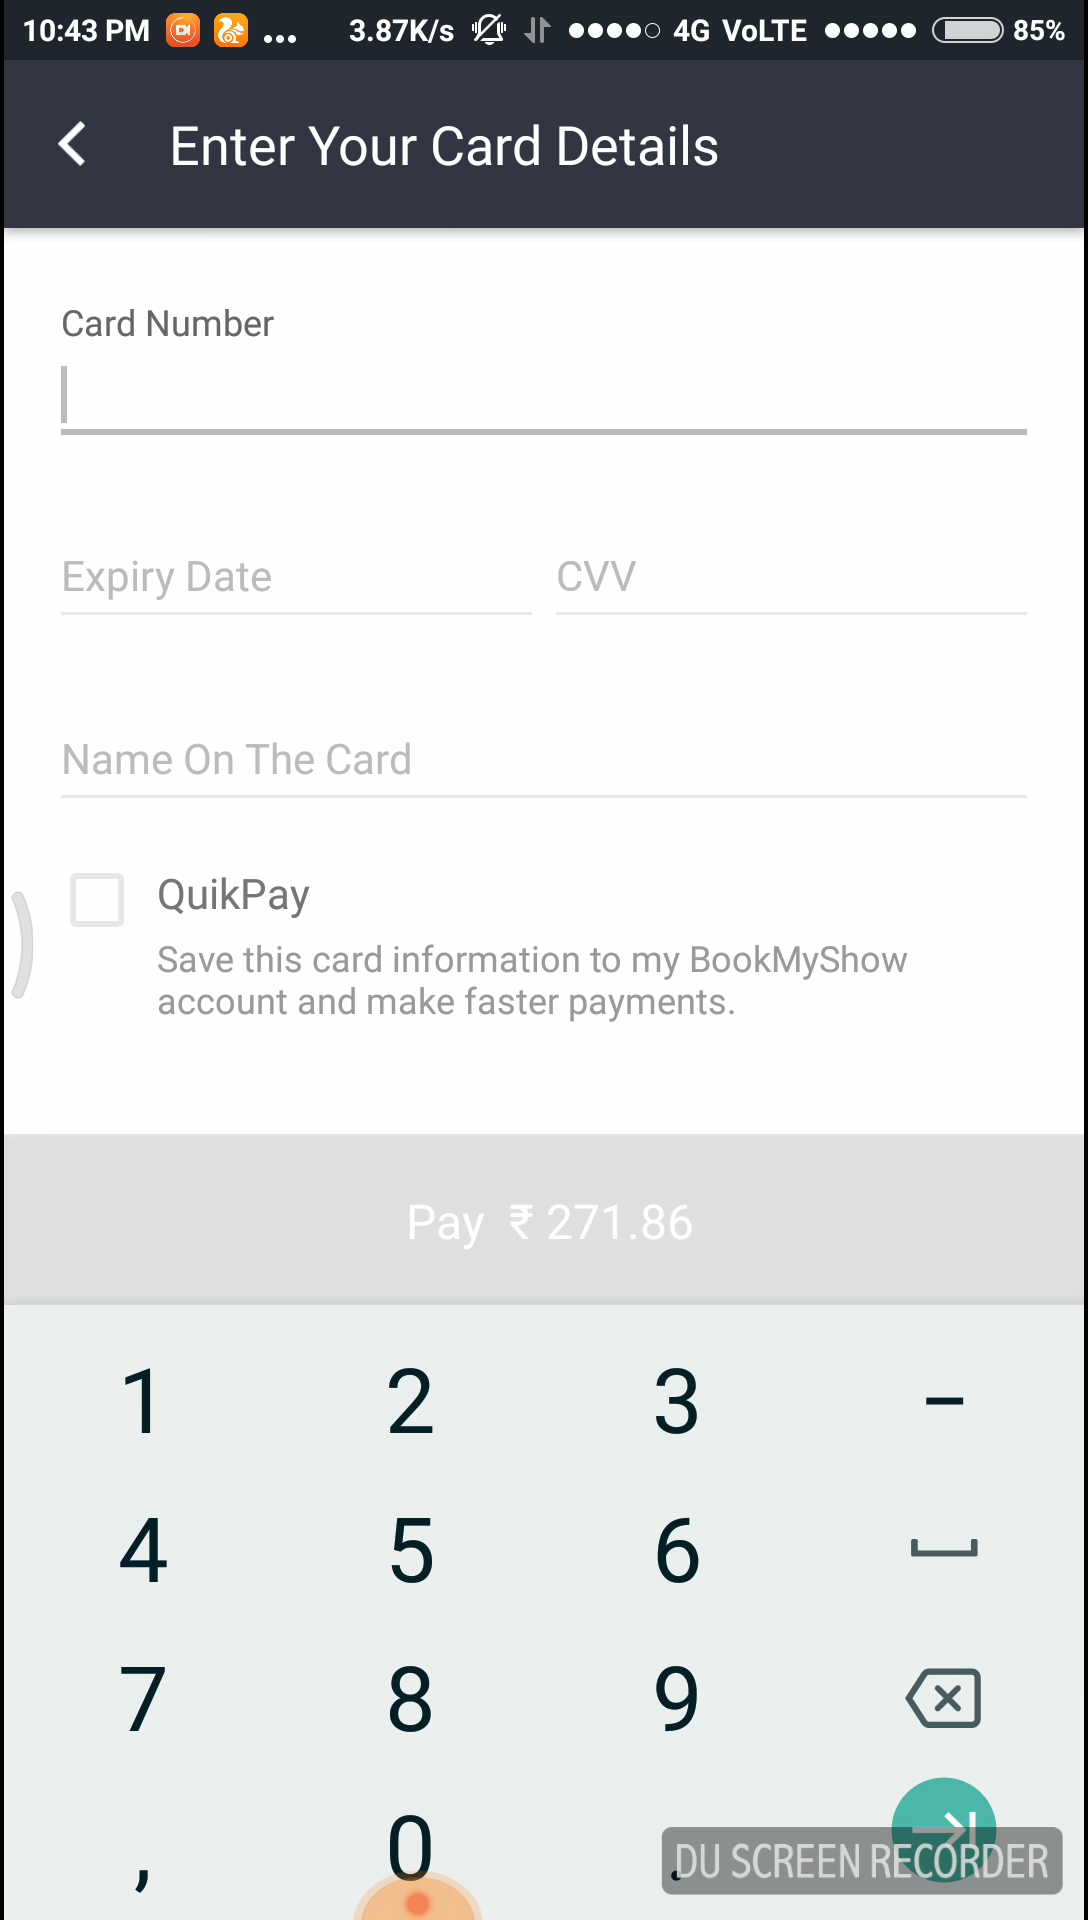 10:43 PM ... 3.87K/s 4G VoLTE 85%
Enter Your Card Details
Card Number
Expiry Date CVV
Name On The Card
QuikPay
Save this card information to my BookMyShow
account and make faster payments.
Pay ₹ 271.86
1 2 3 –
4 5 6
7 8 9
, 0 .
DU SCREEN RECORDER